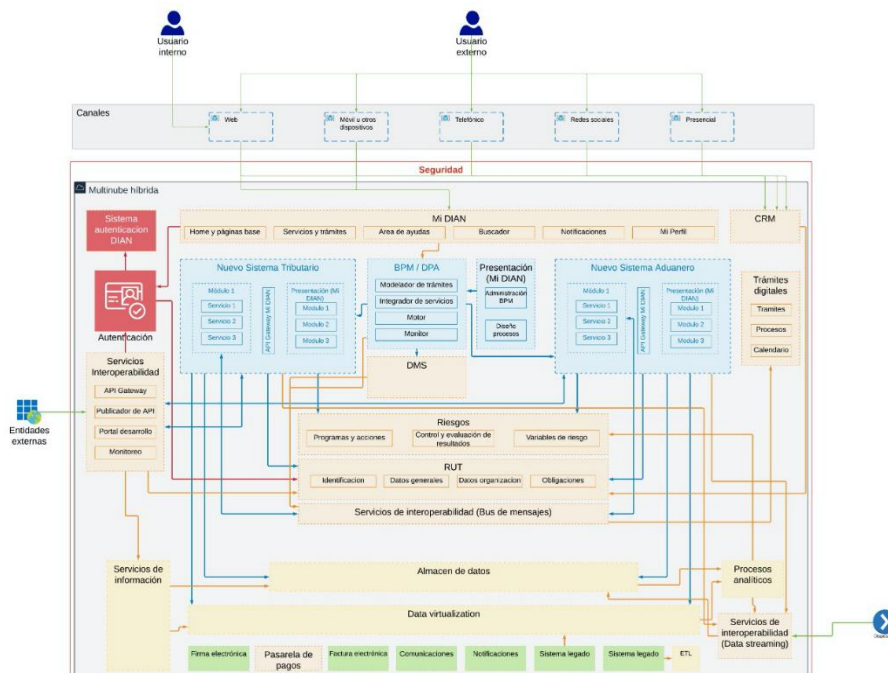 Usuario
interno
Usuario
externo
Canales
Web
Móvil u otros
dispositivos
Telefónico
Redes sociales
Presencial
Seguridad
Multinube híbrida
Sistema
autenticacion
DIAN
Mi DIAN
Home y páginas base
Servicios y trámites
Area de ayudas
Buscador
Notificaciones
Mi Perfil
CRM
Autenticación
Nuevo Sistema Tributario
Módulo 1
Servicio 1
Servicio 2
Servicio 3
API Gateway Mi DIAN
Presentación (Mi
DIAN)
Modulo 1
Modulo 2
Modulo 3
BPM / DPA
Modelador de trámites
Integrador de servicios
Motor
Monitor
Presentación
(Mi DIAN)
Administración
BPM
Diseño
procesos
Nuevo Sistema Aduanero
Módulo 1
Servicio 1
Servicio 2
Servicio 3
API Gateway Mi DIAN
Presentación (Mi
DIAN)
Modulo 1
Modulo 2
Modulo 3
Trámites
digitales
Tramites
Procesos
Calendario
DMS
Servicios
Interoperabilidad
API Gateway
Publicador de API
Portal desarrollo
Monitoreo
Entidades
externas
Riesgos
Programas y acciones
Control y evaluación de
resultados
Variables de riesgo
RUT
Identificacion
Datos generales
Datos organizacion
Obligaciones
Servicios de interoperabilidad (Bus de mensajes)
Servicios de
información
Almacen de datos
Procesos
analíticos
Data virtualization
Servicios de
interoperabilidad
(Data streaming)
Firma electrónica
Pasarela de
pagos
Factura electrónica
Comunicaciones
Notificaciones
Sistema legado
Sistema legado
ETL